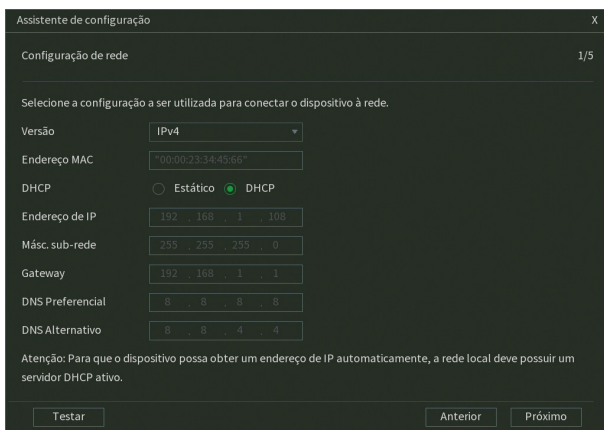 Assistente de configuração X
Configuração de rede 1/5
Selecione a configuração a ser utilizada para conectar o dispositivo à rede.
Versão IPv4
Endereço MAC "00:00:23:34:45:66"
DHCP Estático DHCP
Endereço de IP 192 . 168 . 1 . 108
Másc. sub-rede 255 . 255 . 255 . 0
Gateway 192 . 168 . 1 . 1
DNS Preferencial 8 . 8 . 8 . 8
DNS Alternativo 8 . 8 . 4 . 4
Atenção: Para que o dispositivo possa obter um endereço de IP automaticamente, a rede local deve possuir um
servidor DHCP ativo.
Testar Anterior Próximo